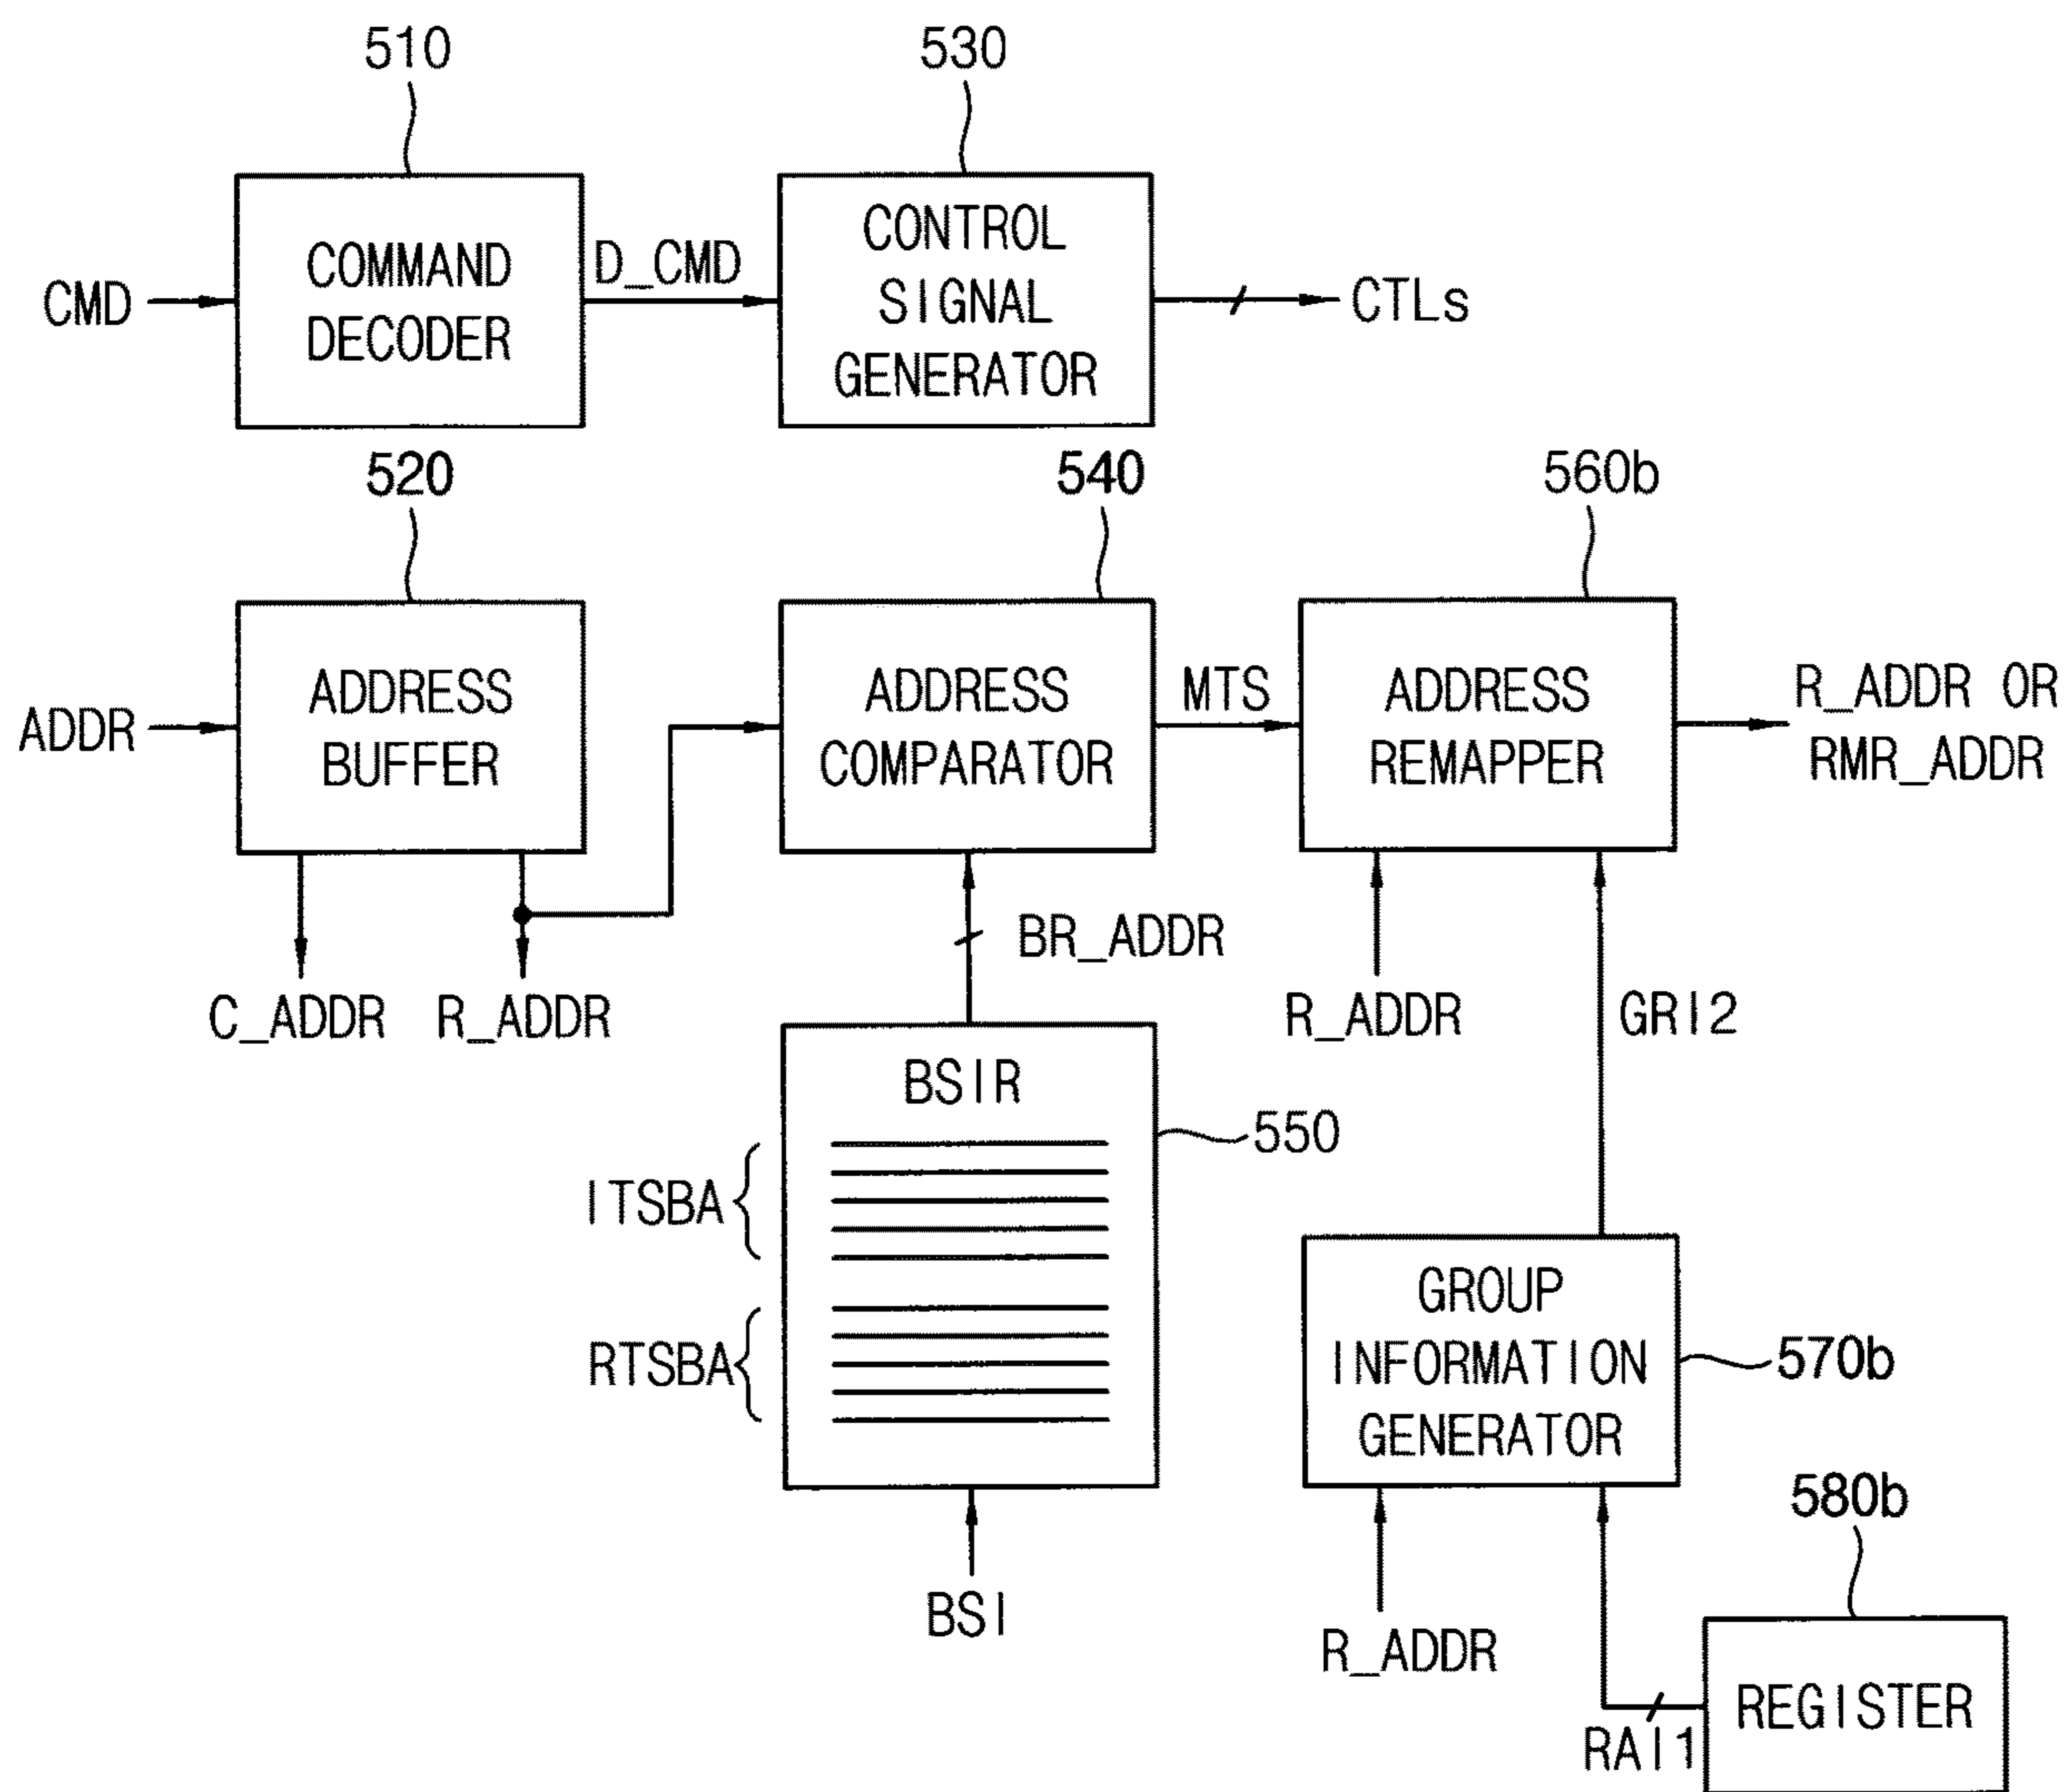 510
530
COMMAND
DECODER
CONTROL
SIGNAL
GENERATOR
CMD
D_CMD
CTLs
520
540
560b
ADDRESS
BUFFER
ADDRESS
COMPARATOR
ADDRESS
REMAPPER
ADDR
MTS
R_ADDR OR
RMR_ADDR
BR_ADDR
C_ADDR
R_ADDR
R_ADDR
GRI2
BSIR
550
ITSBA
RTSBA
GROUP
INFORMATION
GENERATOR
570b
580b
BSI
R_ADDR
REGISTER
RAI1